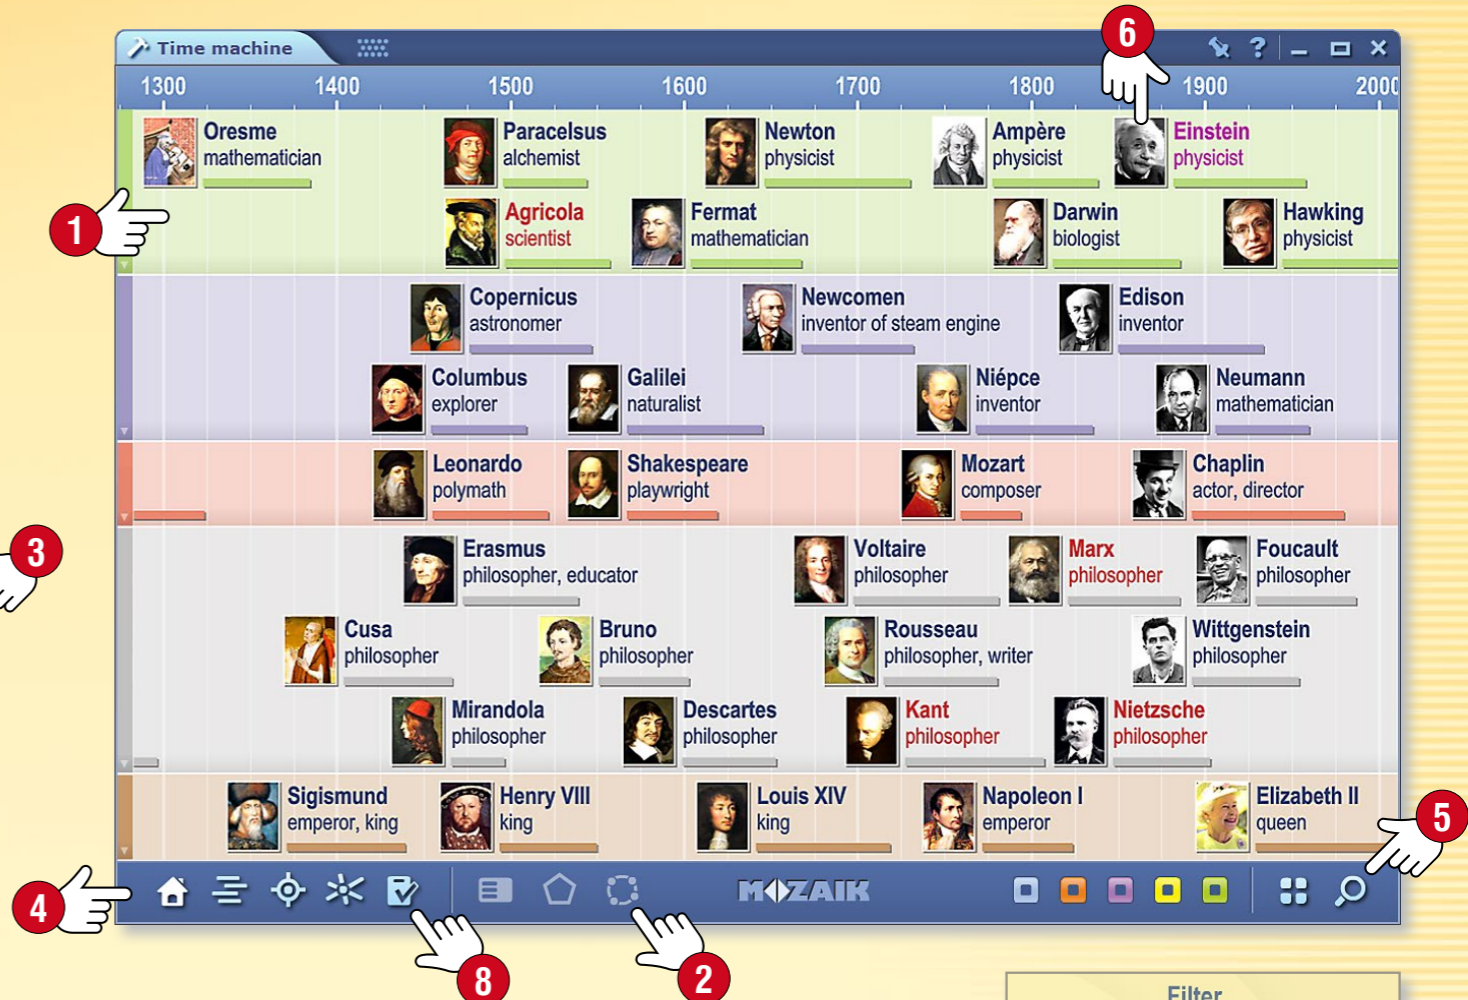 6
Time machine
?
1300 1400 1500 1600 1700 1800 1900 2000
Oresme
mathematician
Paracelsus
alchemist
Newton
physicist
Ampère
physicist
Einstein
physicist
1
Agricola
scientist
Fermat
mathematician
Darwin
biologist
Hawking
physicist
Copernicus
astronomer
Newcomen
inventor of steam engine
Edison
inventor
Columbus
explorer
Galilei
naturalist
Niépce
inventor
Neumann
mathematician
Leonardo
polymath
Shakespeare
playwright
Mozart
composer
Chaplin
actor, director
3
Erasmus
philosopher, educator
Voltaire
philosopher
Marx
philosopher
Foucault
philosopher
Cusa
philosopher
Bruno
philosopher
Rousseau
philosopher, writer
Wittgenstein
philosopher
Mirandola
philosopher
Descartes
philosopher
Kant
philosopher
Nietzsche
philosopher
Sigismund
emperor, king
Henry VIII
king
Louis XIV
king
Napoleon I
emperor
Elizabeth II
queen
5
4
MOZAIK
8
2
Filter